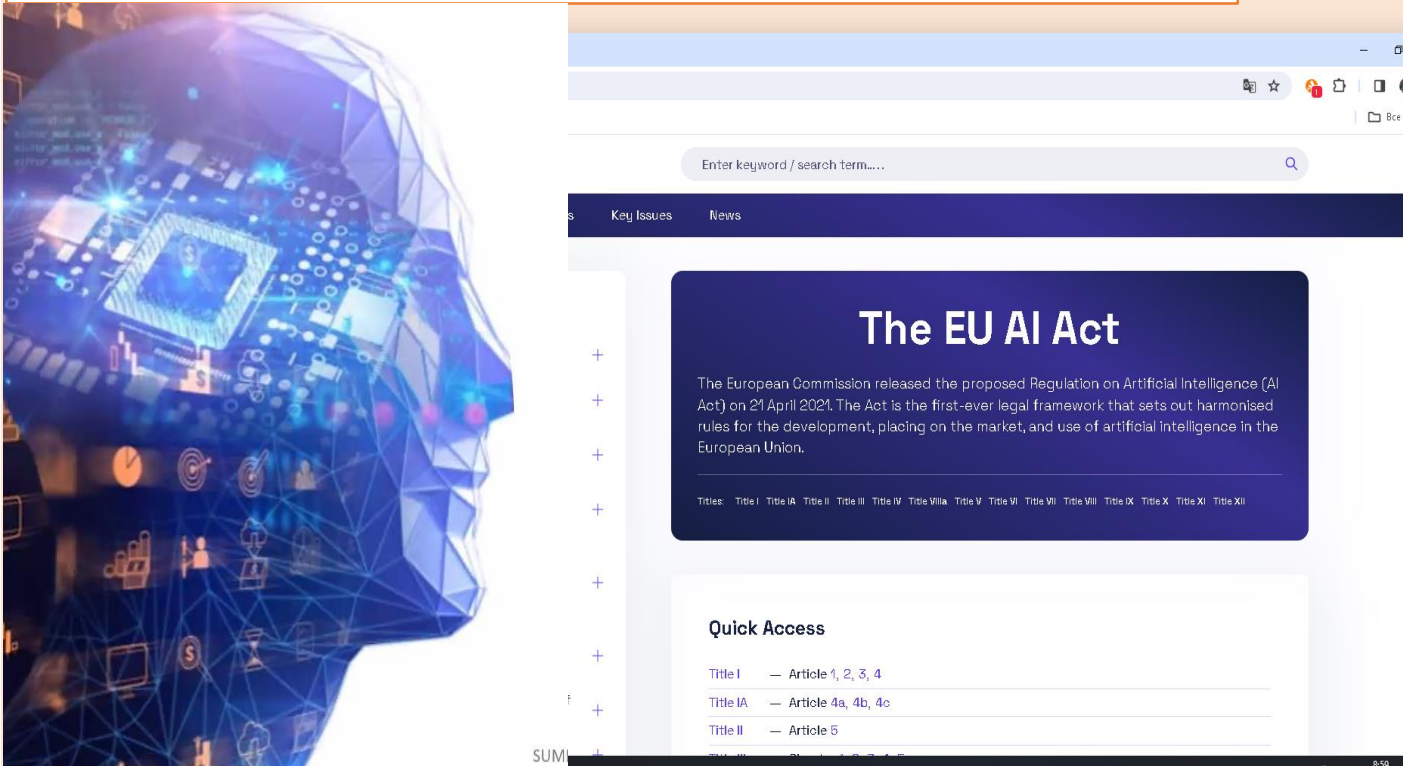 Все
Enter keyword / search term.....
Key Issues News
The EU AI Act
The European Commission released the proposed Regulation on Artificial Intelligence (AI
Act) on 21 April 2021. The Act is the first-ever legal framework that sets out harmonised
rules for the development, placing on the market, and use of artificial intelligence in the
European Union.
Titles: Title I Title IA Title II Title III Title IV Title VIIIa Title V Title VI Title VII Title VIII Title IX Title X Title XI Title XII
Quick Access
Title I — Article 1, 2, 3, 4
Title IA — Article 4a, 4b, 4c
Title II — Article 5
8:59